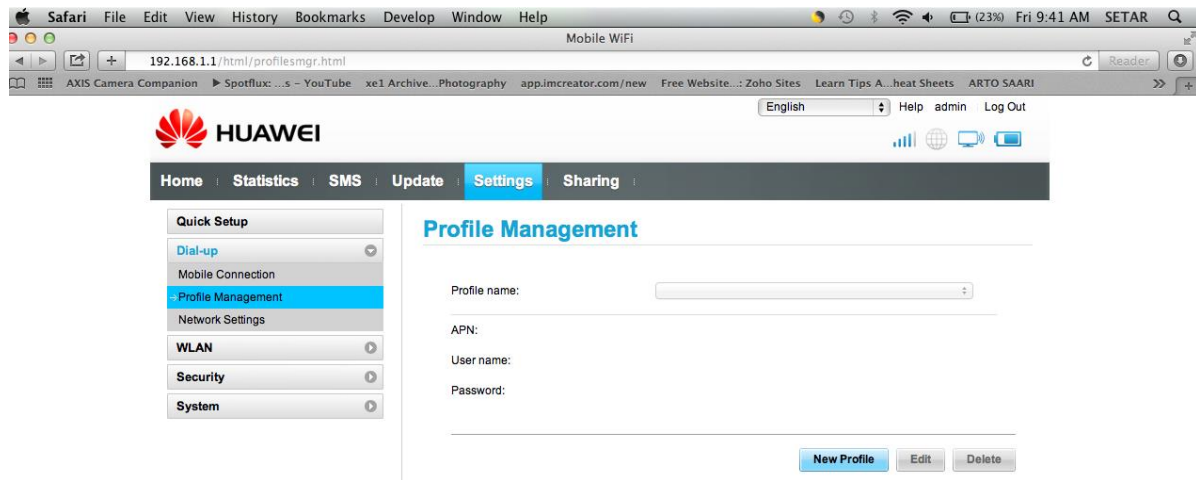 Safari File Edit View History Bookmarks Develop Window Help (23%) Fri 9:41 AM SETAR
Mobile WiFi
192.168.1.1/html/profilesmgr.html Reader
AXIS Camera Companion ▶ Spotflux: ...s – YouTube xe1 Archive...Photography app.imcreator.com/new Free Website...: Zoho Sites Learn Tips A...heat Sheets ARTO SAARI >> +
English Help admin Log Out
HUAWEI
Home Statistics SMS Update Settings Sharing
Quick Setup
Dial-up
Mobile Connection
Profile Management
Network Settings
WLAN
Security
System
Profile Management
Profile name:
APN:
User name:
Password:
New Profile Edit Delete